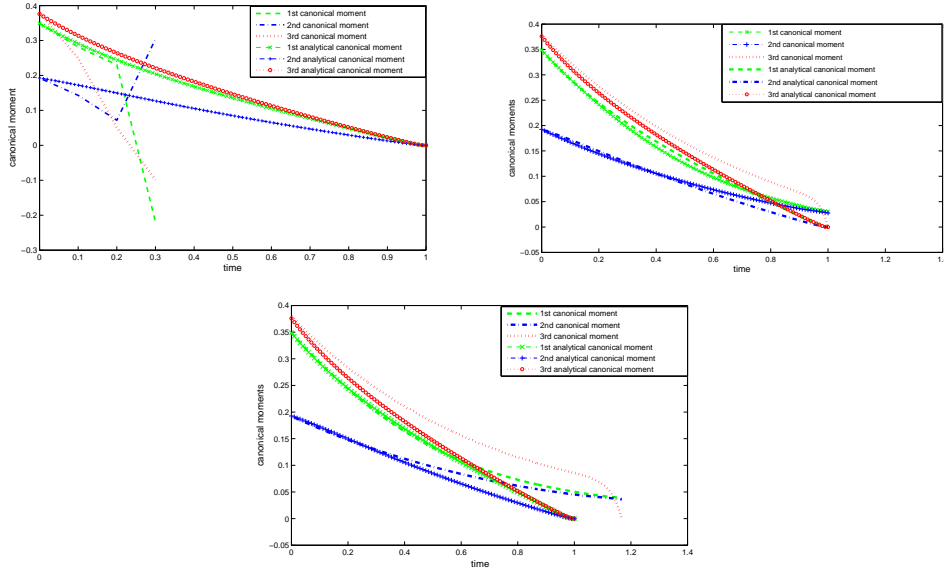 0.4
0.3
0.2
0.1
0
−0.1
−0.2
−0.3
canonical moment
0 0.1 0.2 0.3 0.4 0.5 0.6 0.7 0.8 0.9 1
time
1st canonical moment
2nd canonical moment
3rd canonical moment
1st analytical canonical moment
2nd analytical canonical moment
3rd analytical canonical moment
0.4
0.35
0.3
0.25
0.2
0.15
0.1
0.05
0
−0.05
canonical moments
0 0.2 0.4 0.6 0.8 1 1.2 1.4
time
1st canonical moment
2nd canonical moment
3rd canonical moment
1st analytical canonical moment
2nd analytical canonical moment
3rd analytical canonical moment
0.4
0.35
0.3
0.25
0.2
0.15
0.1
0.05
0
−0.05
canonical moments
0 0.2 0.4 0.6 0.8 1 1.2 1.4
time
1st canonical moment
2nd canonical moment
3rd canonical moment
1st analytical canonical moment
2nd analytical canonical moment
3rd analytical canonical moment